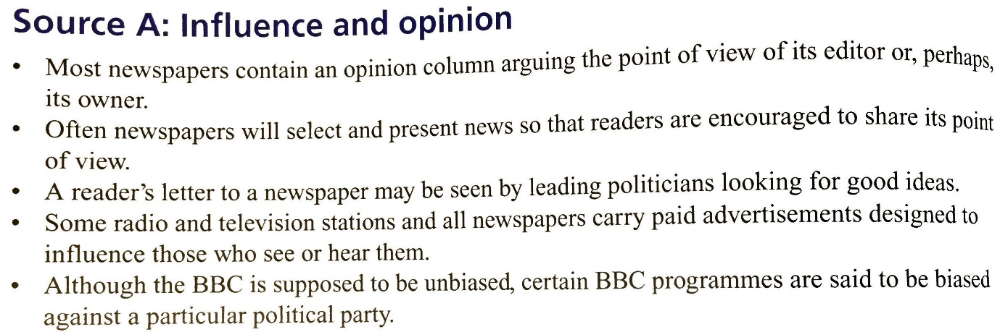 Source A: Influence and opinion
• Most newspapers contain an opinion column arguing the point of view of its editor or, perhaps,
its owner.
• Often newspapers will select and present news so that readers are encouraged to share its point
of view.
• A reader's letter to a newspaper may be seen by leading politicians looking for good ideas.
• Some radio and television stations and all newspapers carry paid advertisements designed to
influence those who see or hear them.
• Although the BBC is supposed to be unbiased, certain BBC programmes are said to be biased
against a particular political party.